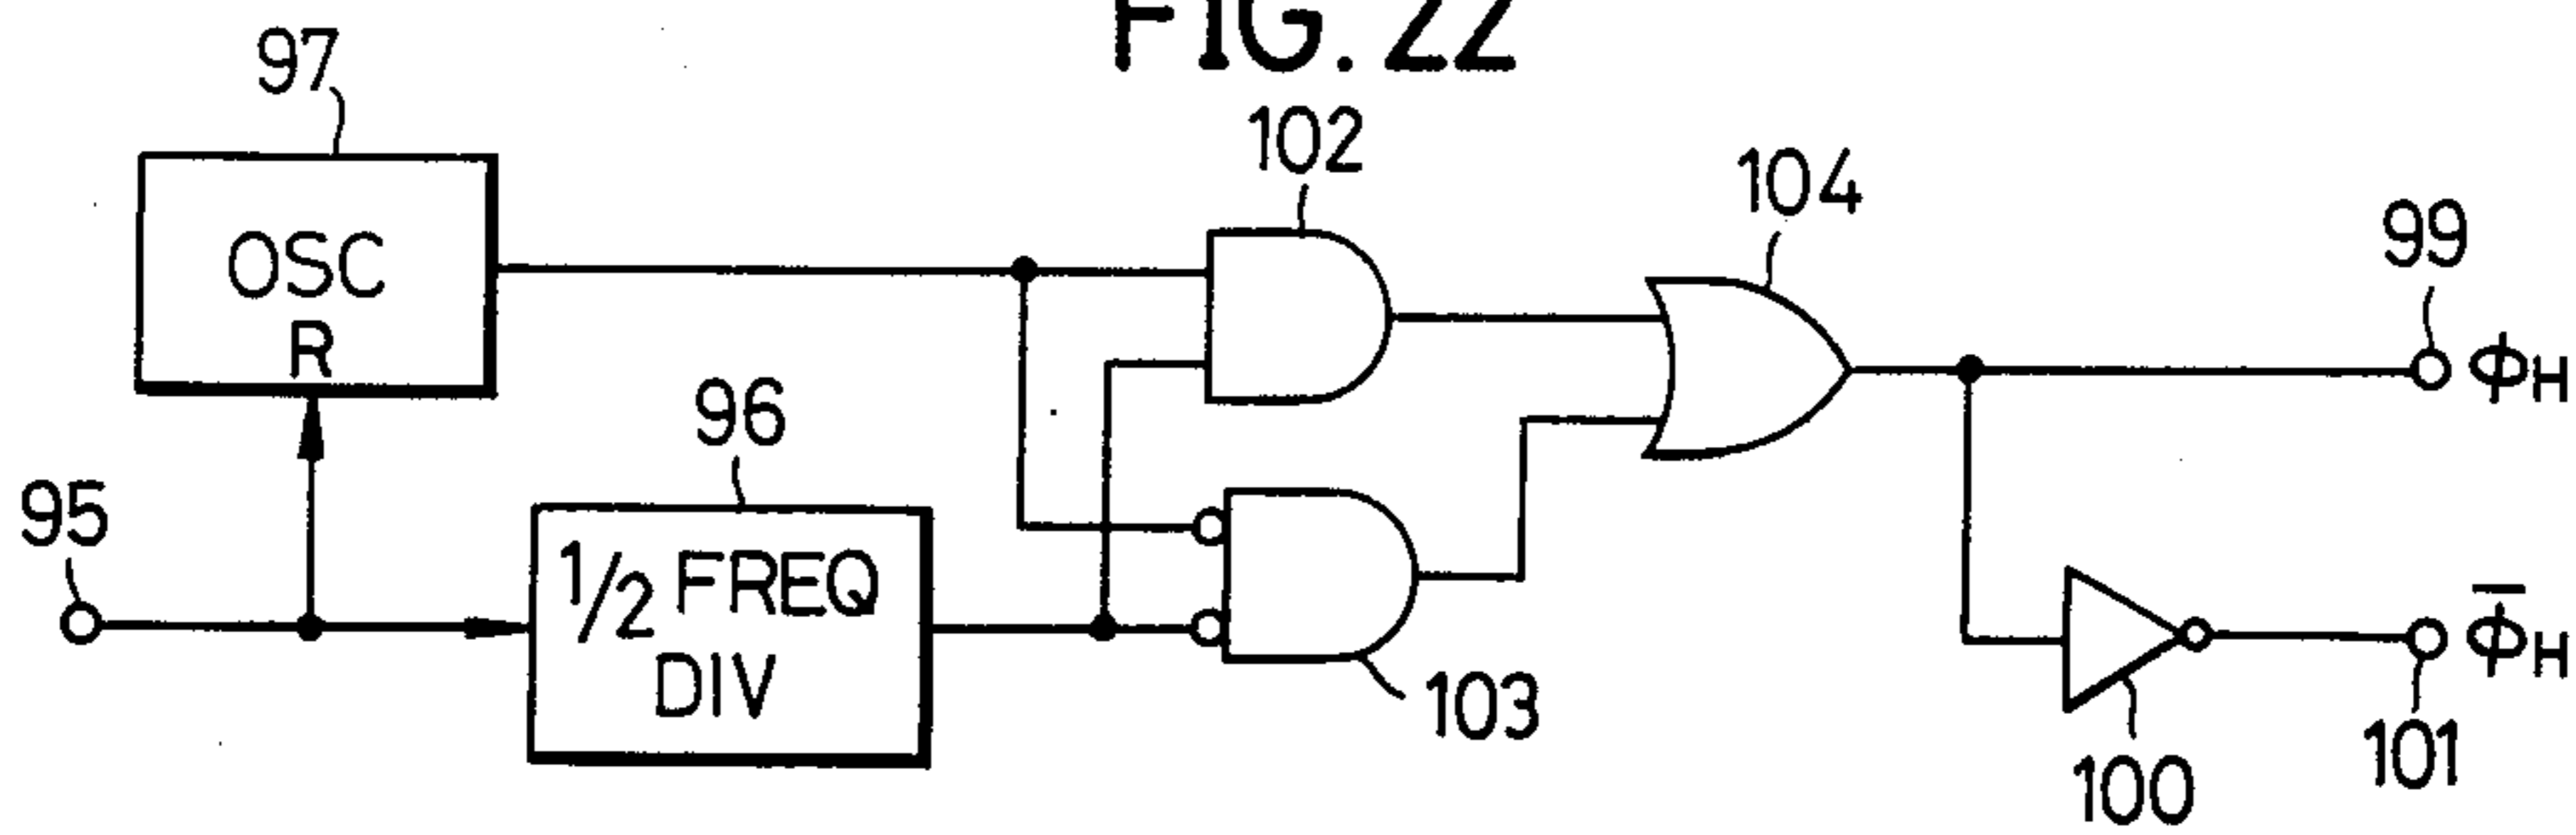 FIG. 22
97
OSC
R
102
104
99
ϕH
96
95
1/2 FREQ
DIV
103
100
ϕ̄H
101